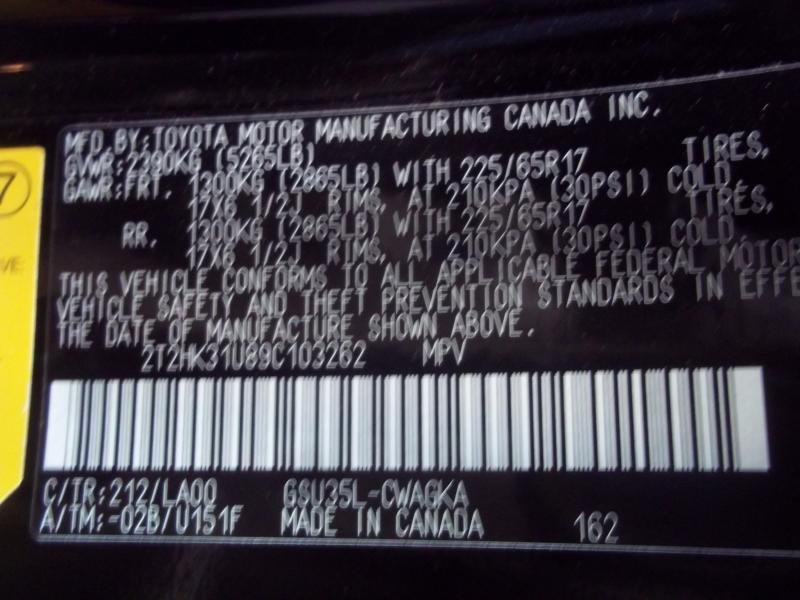 MFD. BY: TOYOTA MOTOR MANUFACTURING CANADA INC.
GVWR: 2390KG (5265LB)
GAWR: FRT. 1300KG (2865LB) WITH 225/65R17 TIRES,
17X6 1/2J RIMS, AT 210KPA (30PSI) COLD
RR. 1300KG (2865LB) WITH 225/65R17 TIRES,
17X6 1/2J RIMS, AT 210KPA (30PSI) COLD
THIS VEHICLE CONFORMS TO ALL APPLICABLE FEDERAL MOTOR
VEHICLE SAFETY AND THEFT PREVENTION STANDARDS IN EFFE
THE DATE OF MANUFACTURE SHOWN ABOVE.
2T2HK31U89C103262 MPV
C/TR: 212/LA00 GSU35L-CWAGKA
A/TM: -02B/U151F MADE IN CANADA 162
7